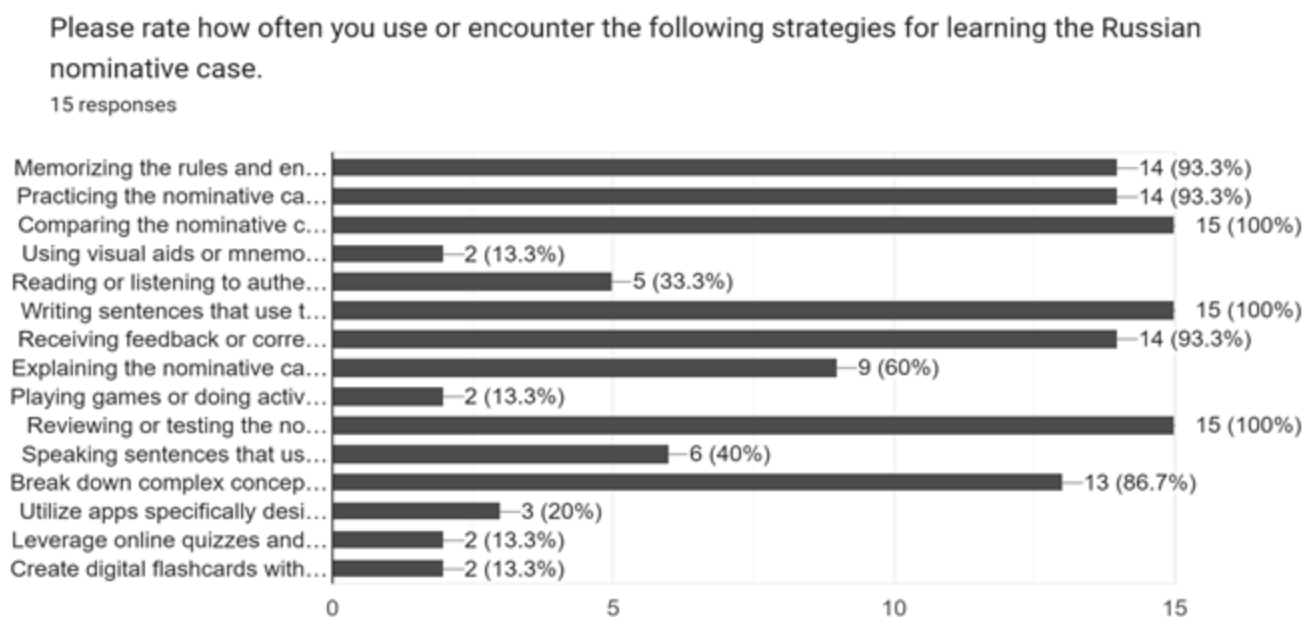 Please rate how often you use or encounter the following strategies for learning the Russian
nominative case.
15 responses
Memorizing the rules and en... 14 (93.3%)
Practicing the nominative ca... 14 (93.3%)
Comparing the nominative c... 15 (100%)
Using visual aids or mnemo... 2 (13.3%)
Reading or listening to authe... 5 (33.3%)
Writing sentences that use t... 15 (100%)
Receiving feedback or corre... 14 (93.3%)
Explaining the nominative ca... 9 (60%)
Playing games or doing activ... 2 (13.3%)
Reviewing or testing the no... 15 (100%)
Speaking sentences that us... 6 (40%)
Break down complex concep... 13 (86.7%)
Utilize apps specifically desi... 3 (20%)
Leverage online quizzes and... 2 (13.3%)
Create digital flashcards with... 2 (13.3%)
0 5 10 15